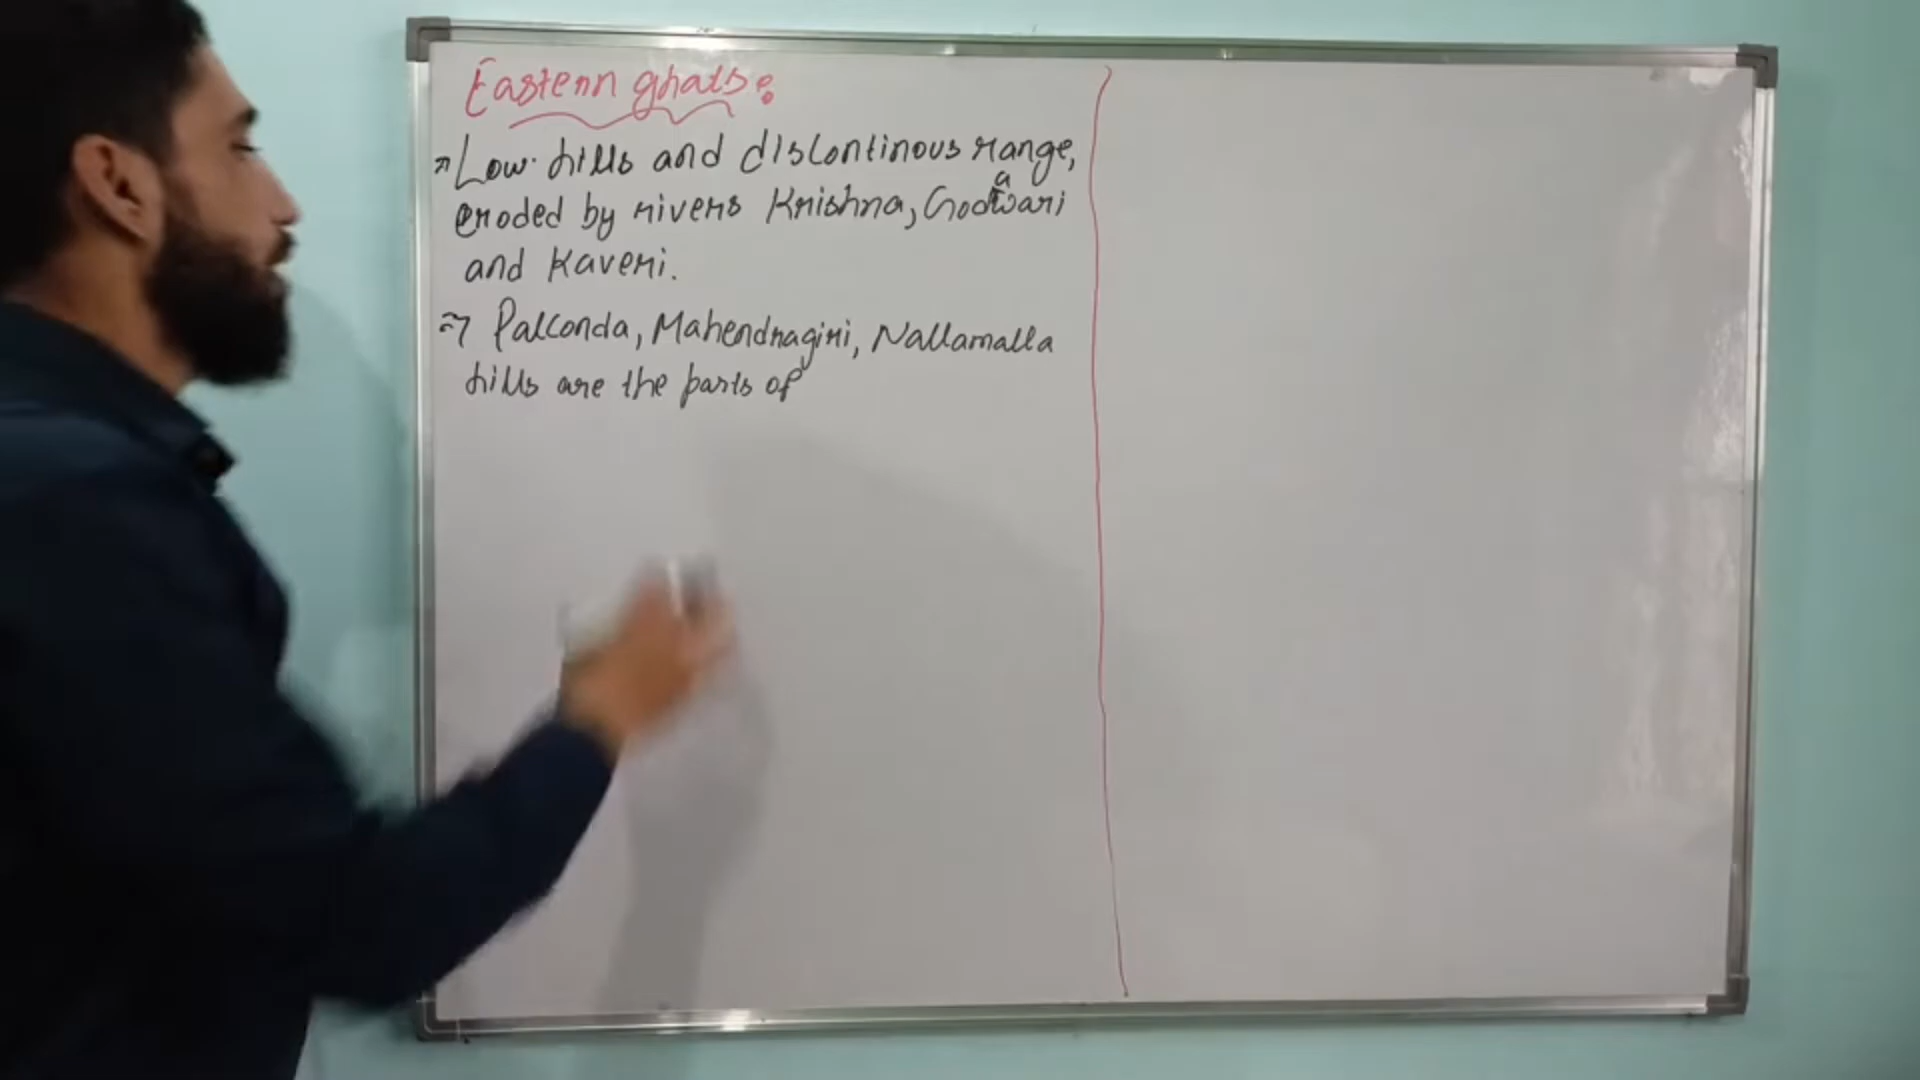 Eastern ghats:
→ Low hills and discontinous range,
eroded by rivers Krishna, Godavari
and Kaveri.
→ Palconda, Mahendragiri, Nallamalla
hills are the parts of